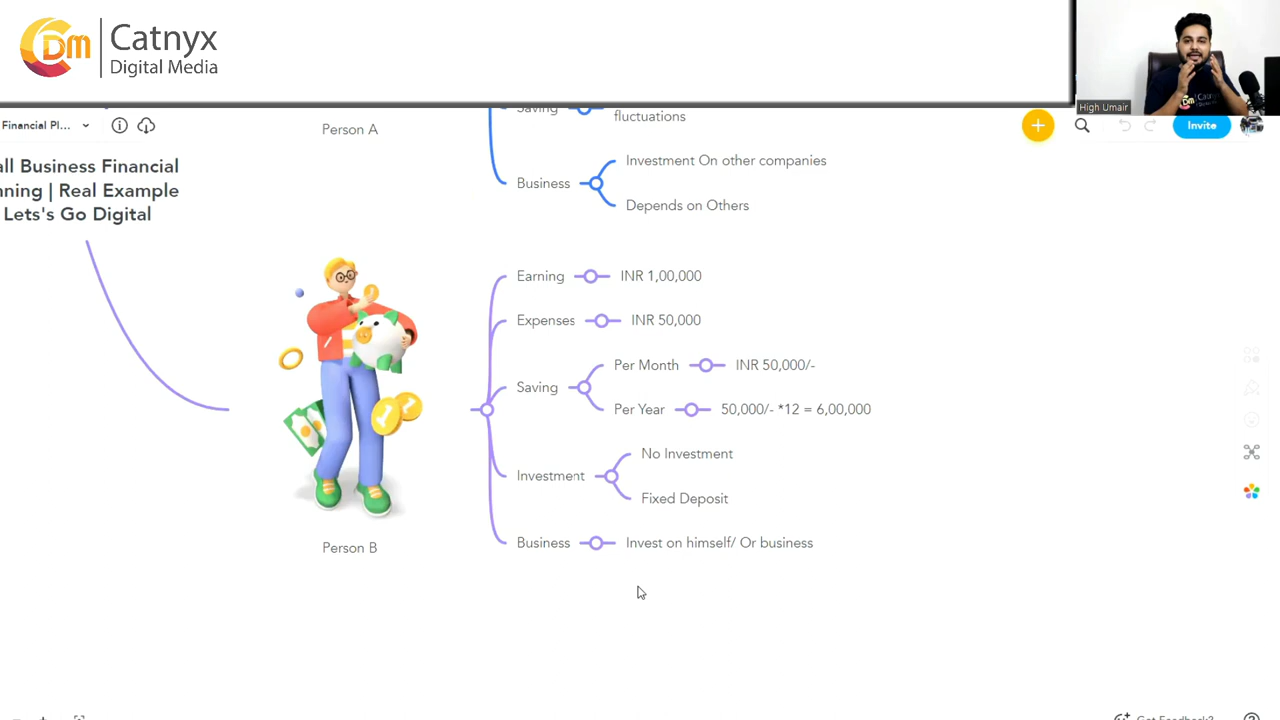 Catnyx
Digital Media
High Umair
Financial Pl...
Invite
all Business Financial
nning | Real Example
Lets's Go Digital
Person A
Saving
fluctuations
Business
Investment On other companies
Depends on Others
Person B
Earning
INR 1,00,000
Expenses
INR 50,000
Saving
Per Month
INR 50,000/-
Per Year
50,000/- *12 = 6,00,000
Investment
No Investment
Fixed Deposit
Business
Invest on himself/ Or business
Got Feedback?